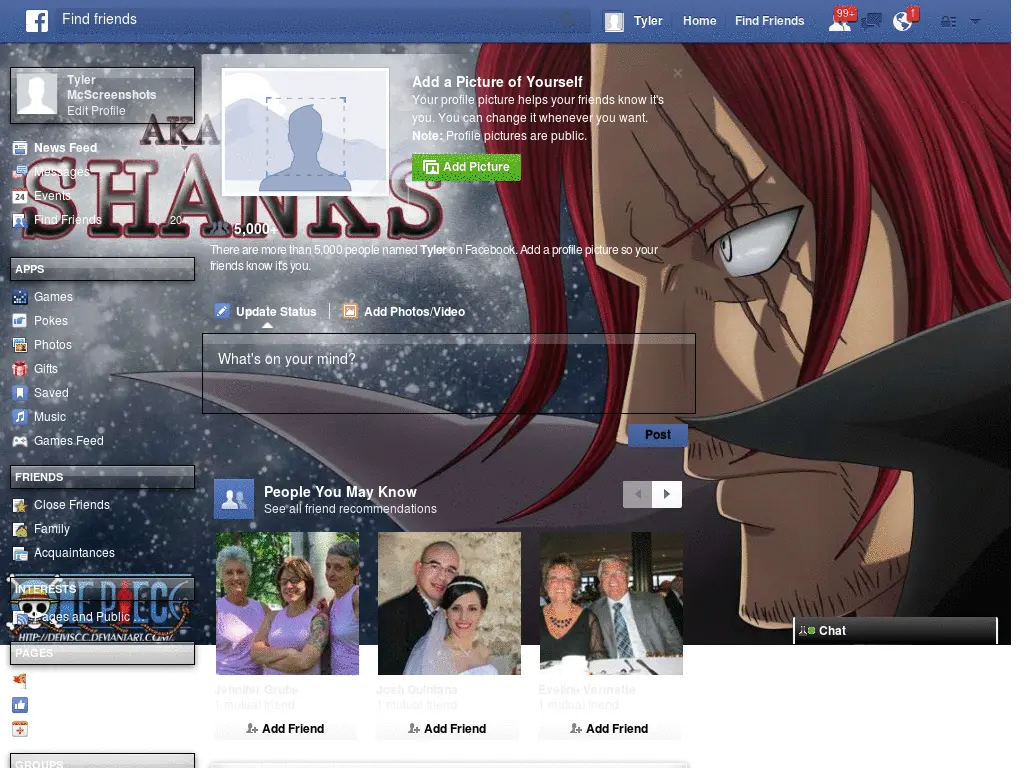 Find friends
Tyler
Home
Find Friends
99+
1
Tyler
McScreenshots
Edit Profile
AKA
SHANKS
News Feed
Messages
1
24
Events
Find Friends
20+
APPS
Games
Pokes
Photos
Gifts
Saved
Music
Games Feed
FRIENDS
Close Friends
Family
Acquaintances
INTERESTS
ONE PIECE
Pages and Public ...
HTTP://DEIVISCC.DEVIANTART.COM/
PAGES
GROUPS
Add a Picture of Yourself
Your profile picture helps your friends know it's
you. You can change it whenever you want.
Note: Profile pictures are public.
Add Picture
5,000+
There are more than 5,000 people named Tyler on Facebook. Add a profile picture so your
friends know it's you.
Update Status
Add Photos/Video
What's on your mind?
Post
People You May Know
See all friend recommendations
Jennifer Grube
1 mutual friend
Add Friend
Josh Quintana
1 mutual friend
Add Friend
Eveline Vermette
1 mutual friend
Add Friend
Chat